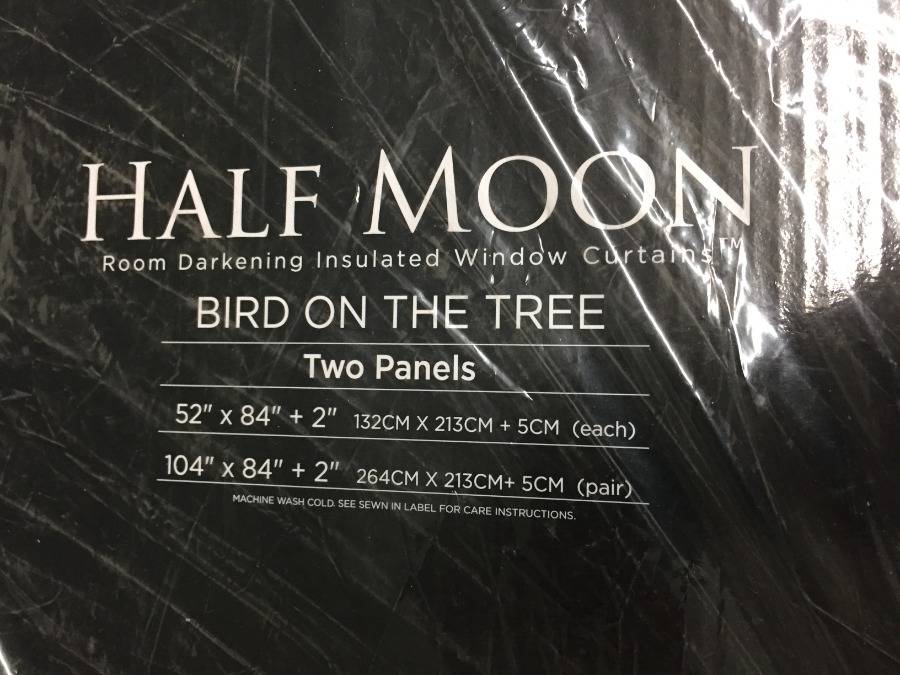 HALF MOON
Room Darkening Insulated Window Curtains™
BIRD ON THE TREE
Two Panels
52" x 84" + 2" 132CM X 213CM + 5CM (each)
104" x 84" + 2" 264CM X 213CM+ 5CM (pair)
MACHINE WASH COLD. SEE SEWN IN LABEL FOR CARE INSTRUCTIONS.